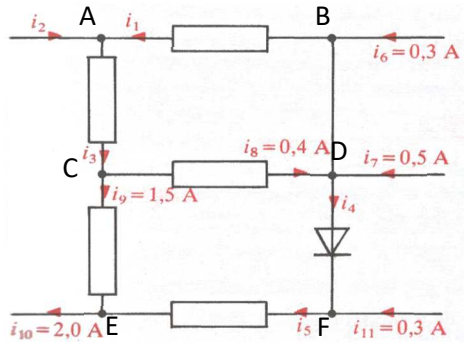 A B
i₂ i₁
i₆=0,3 A
i₈=0,4 A D
i₃ i₇=0,5 A
C
i₉=1,5 A i₄
i₁₀=2,0 A E i₅ F i₁₁=0,3 A